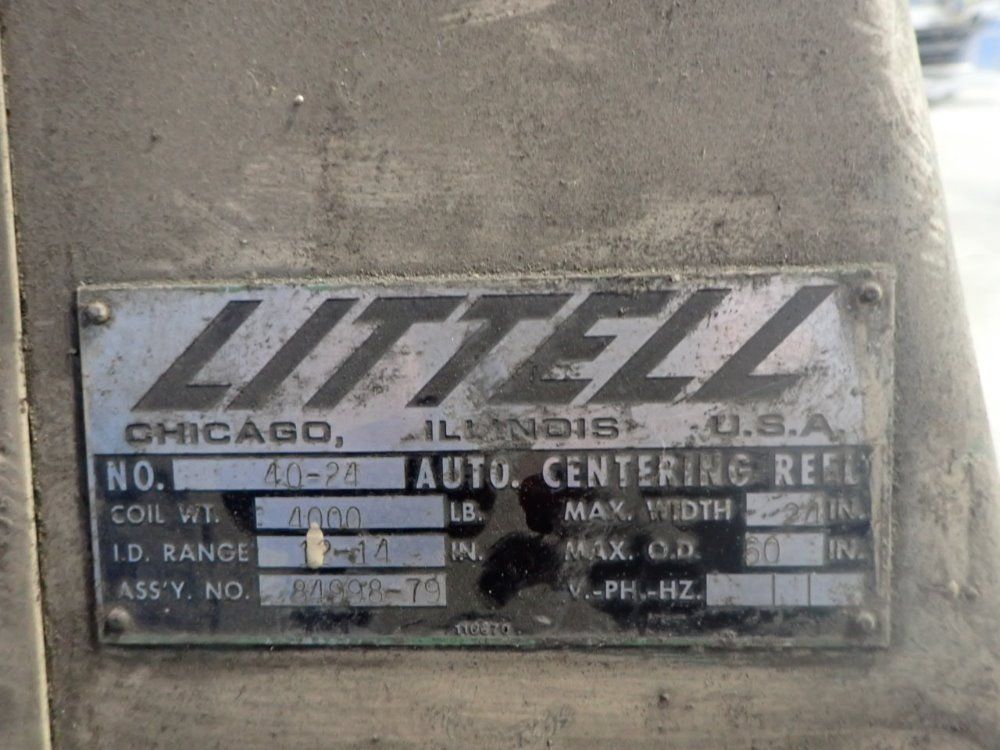 LITTELL
CHICAGO, ILLINOIS U.S.A.
NO. 40-24 AUTO. CENTERING REEL
COIL WT. 4000 LB. MAX. WIDTH 24 IN.
I.D. RANGE 12-14 IN. MAX. O.D. 60 IN.
ASS'Y. NO. 84998-79 V.-PH.-HZ.